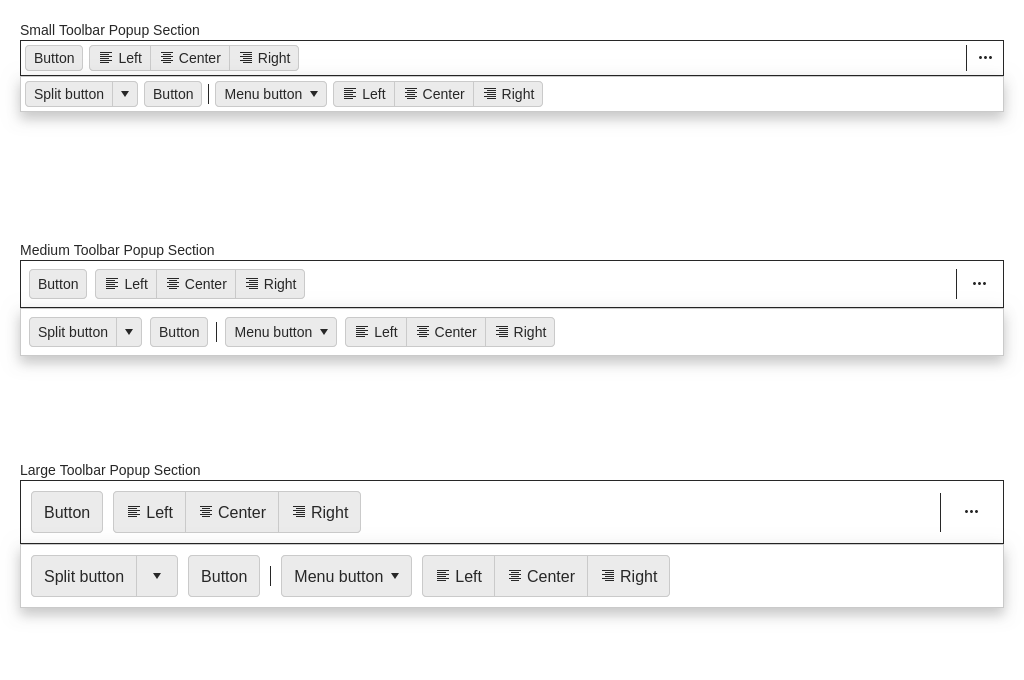 Small Toolbar Popup Section
Button Left Center Right
Split button Button Menu button Left Center Right
Medium Toolbar Popup Section
Button Left Center Right
Split button Button Menu button Left Center Right
Large Toolbar Popup Section
Button Left Center Right
Split button Button Menu button Left Center Right